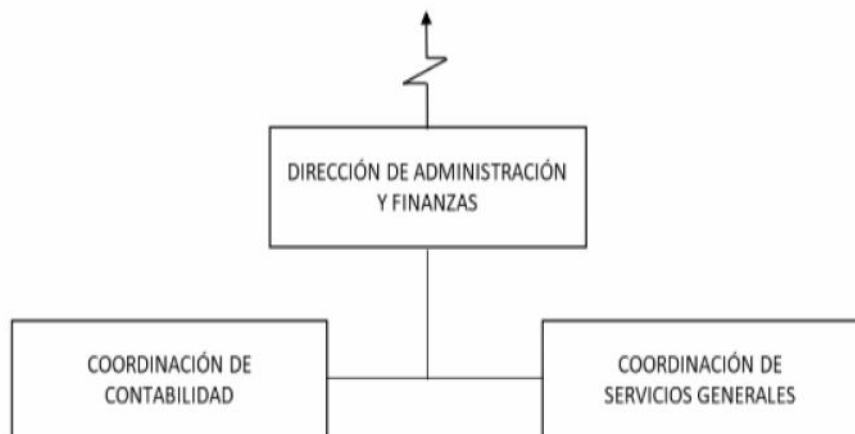 DIRECCIÓN DE ADMINISTRACIÓN
Y FINANZAS
COORDINACIÓN DE
CONTABILIDAD
COORDINACIÓN DE
SERVICIOS GENERALES